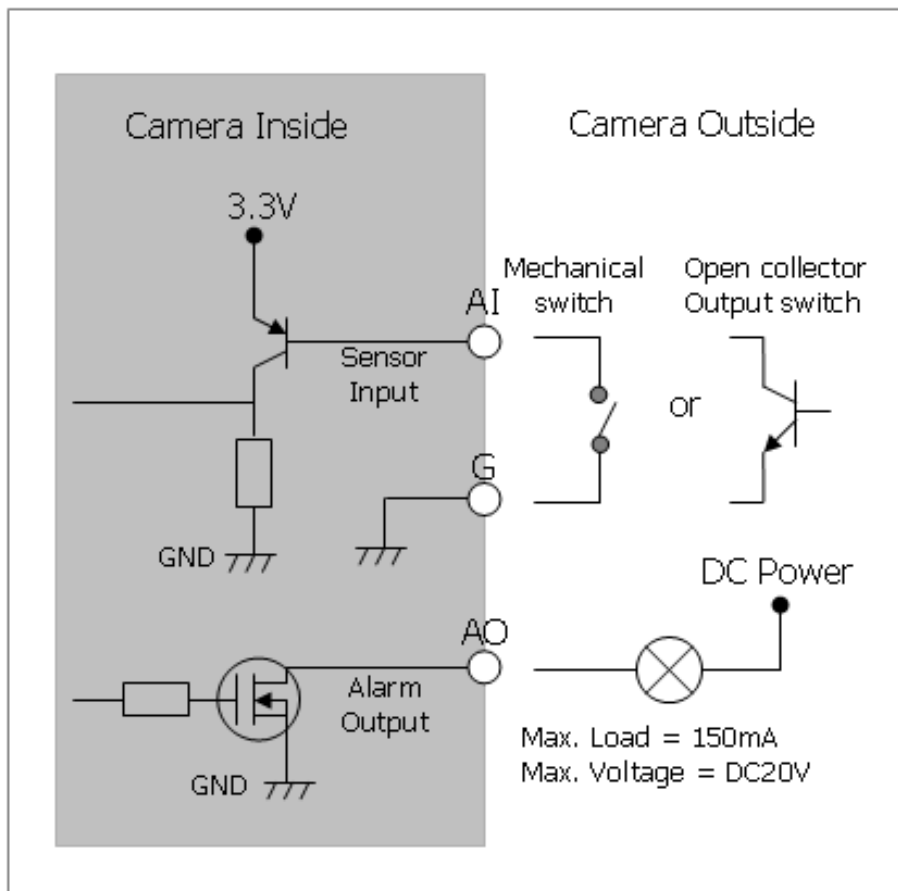 Camera Inside
Camera Outside
3.3V
Mechanical
switch
Open collector
Output switch
AI
Sensor
Input
or
G
GND
DC Power
AO
Alarm
Output
Max. Load = 150mA
Max. Voltage = DC20V
GND